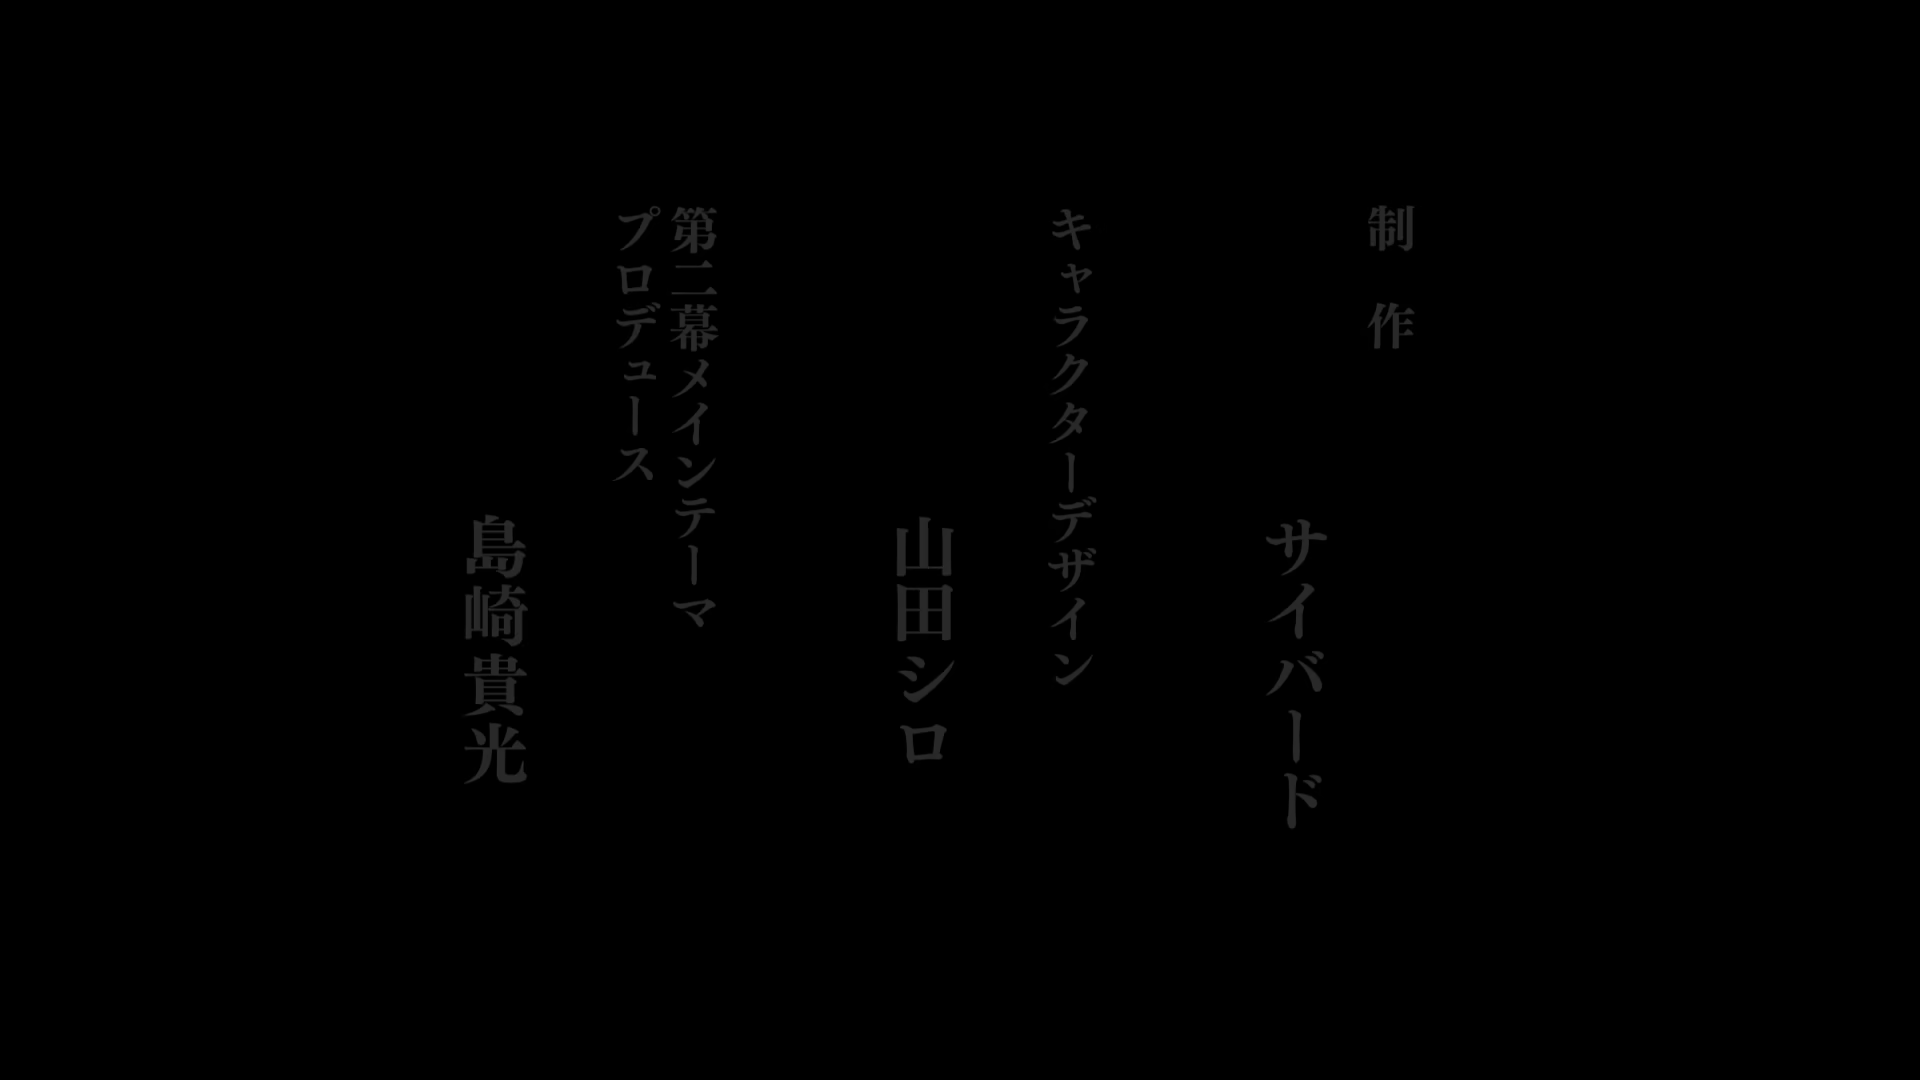 制作
サイバード
キャラクターデザイン
山田シロ
第二幕メインテーマ
プロデュース
島崎貴光